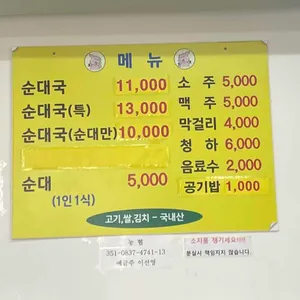 메뉴
순대국 11,000
순대국(특) 13,000
순대국(순대만) 10,000
순대 5,000
(1인 1식)
소주 5,000
맥주 5,000
막걸리 4,000
청하 6,000
음료수 2,000
공기밥 1,000
고기,쌀,김치 - 국내산
농협
351-0837-4741-13
예금주 이산영
소지품 챙기세요!!!!
분실시 책임지지 않습니다.